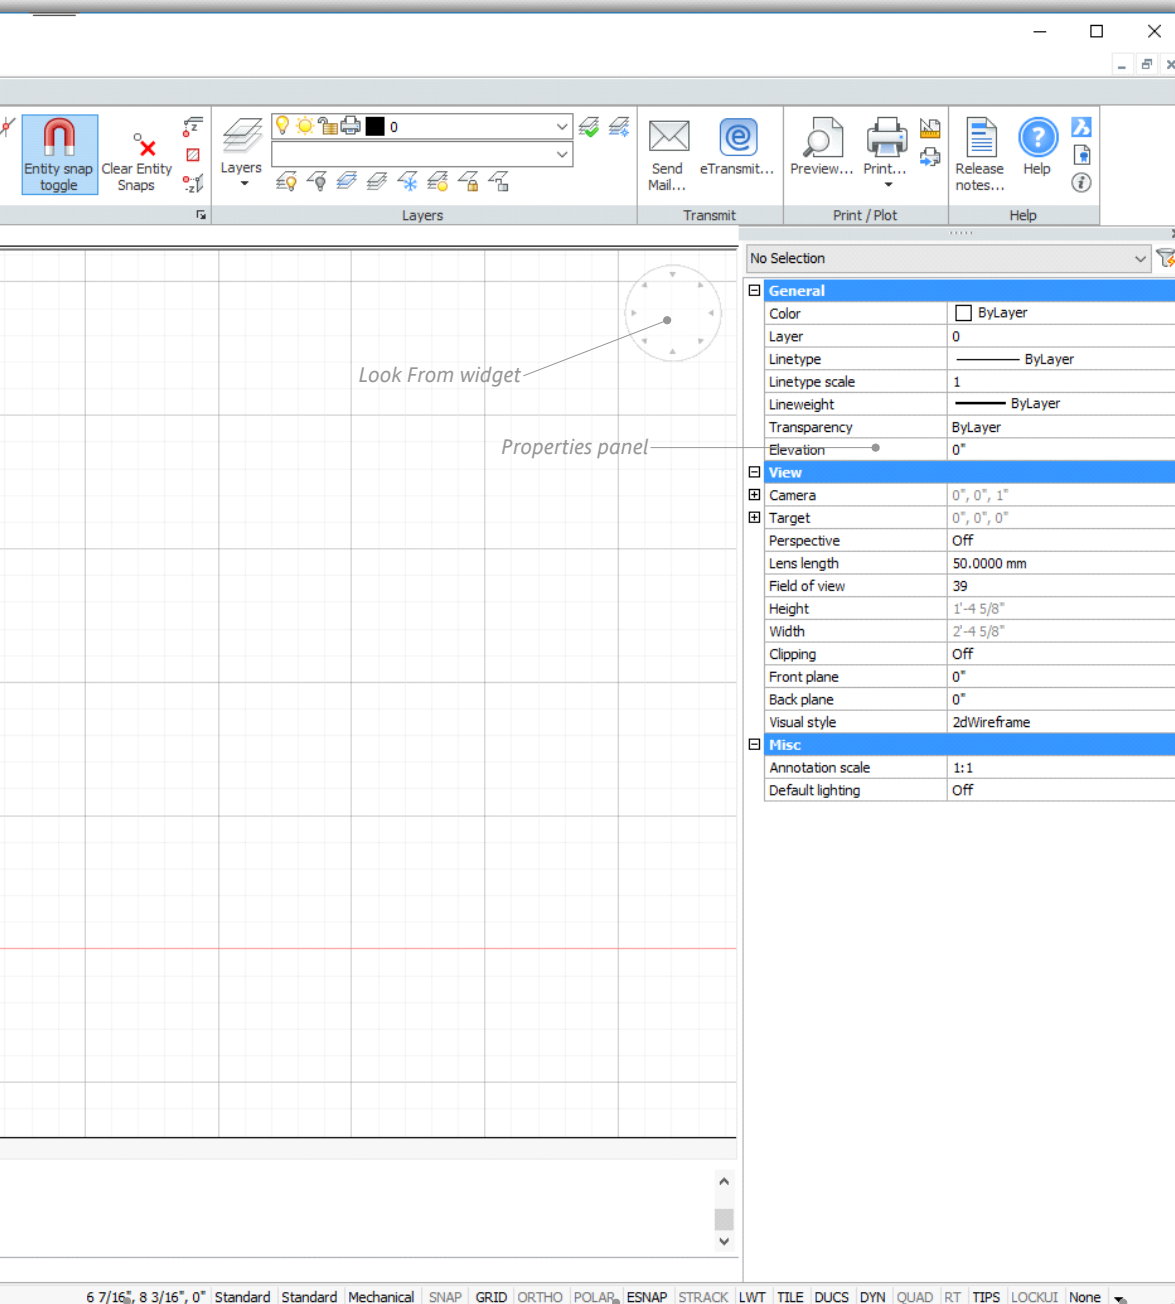 0
Entity snap toggle
Clear Entity Snaps
Layers
Send Mail...
eTransmit...
Preview...
Print...
Release notes...
Help
Layers
Transmit
Print / Plot
Help
No Selection
General
Color ByLayer
Layer 0
Linetype ByLayer
Linetype scale 1
Lineweight ByLayer
Transparency ByLayer
Elevation 0"
Look From widget
Properties panel
View
Camera 0", 0", 1"
Target 0", 0", 0"
Perspective Off
Lens length 50.0000 mm
Field of view 39
Height 1'-4 5/8"
Width 2'-4 5/8"
Clipping Off
Front plane 0"
Back plane 0"
Visual style 2dWireframe
Misc
Annotation scale 1:1
Default lighting Off
6 7/16", 8 3/16", 0" Standard Standard Mechanical SNAP GRID ORTHO POLAR ESNAP STRACK LWT TILE DUCS DYN QUAD RT TIPS LOCKUI None